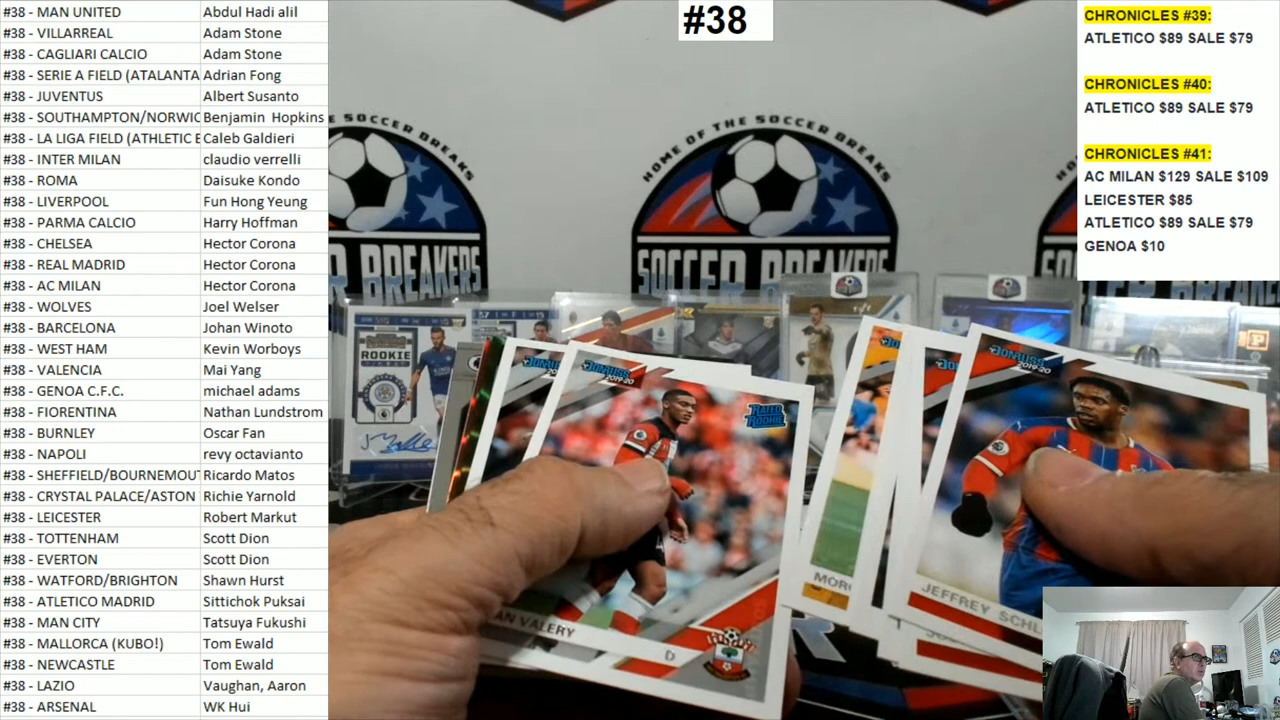 #38 - MAN UNITED Abdul Hadi alil
#38 - VILLARREAL Adam Stone
#38 - CAGLIARI CALCIO Adam Stone
#38 - SERIE A FIELD (ATALANTA Adrian Fong
#38 - JUVENTUS Albert Susanto
#38 - SOUTHAMPTON/NORWIC Benjamin Hopkins
#38 - LA LIGA FIELD (ATHLETIC Caleb Galdieri
#38 - INTER MILAN claudio verrelli
#38 - ROMA Daisuke Kondo
#38 - LIVERPOOL Fun Hong Yeung
#38 - PARMA CALCIO Harry Hoffman
#38 - CHELSEA Hector Corona
#38 - REAL MADRID Hector Corona
#38 - AC MILAN Hector Corona
#38 - WOLVES Joel Welser
#38 - BARCELONA Johan Winoto
#38 - WEST HAM Kevin Worboys
#38 - VALENCIA Mai Yang
#38 - GENOA C.F.C. michael adams
#38 - FIORENTINA Nathan Lundstrom
#38 - BURNLEY Oscar Fan
#38 - NAPOLI revy octavianto
#38 - SHEFFIELD/BOURNEMOUT Ricardo Matos
#38 - CRYSTAL PALACE/ASTON Richie Yarnold
#38 - LEICESTER Robert Markut
#38 - TOTTENHAM Scott Dion
#38 - EVERTON Scott Dion
#38 - WATFORD/BRIGHTON Shawn Hurst
#38 - ATLETICO MADRID Sittichok Puksai
#38 - MAN CITY Tatsuya Fukushi
#38 - MALLORCA (KUBO!) Tom Ewald
#38 - NEWCASTLE Tom Ewald
#38 - LAZIO Vaughan, Aaron
#38 - ARSENAL WK Hui
#38
CHRONICLES #39:
ATLETICO $89 SALE $79
CHRONICLES #40:
ATLETICO $89 SALE $79
CHRONICLES #41:
AC MILAN $129 SALE $109
LEICESTER $85
ATLETICO $89 SALE $79
GENOA $10
E SOCCER BREAKS
ER BREAKERS
HOME OF THE SOCCER BREAKS
SOCCER BREAKERS
ROOKIE
DONRUSS
2019-20
RATED
ROOKIE
AN VALERY
D
DONRUSS
2019-20
JEFFREY SCHL